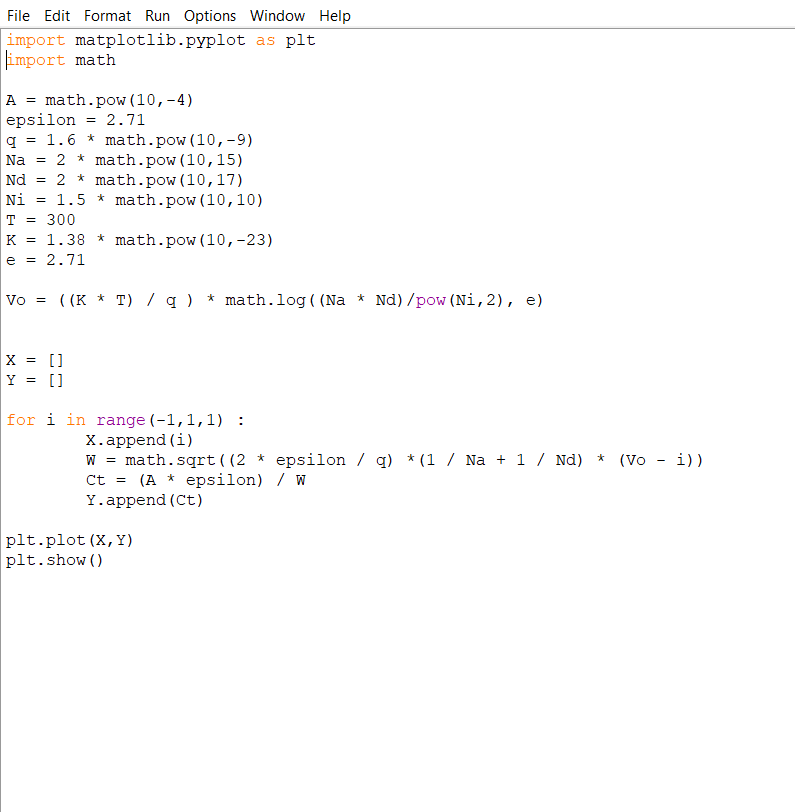 File Edit Format Run Options Window Help
import matplotlib.pyplot as plt
import math
A = math.pow(10,-4)
epsilon = 2.71
q = 1.6 * math.pow(10,-9)
Na = 2 * math.pow(10,15)
Nd = 2 * math.pow(10,17)
Ni = 1.5 * math.pow(10,10)
T = 300
K = 1.38 * math.pow(10,-23)
e = 2.71
Vo = ((K * T) / q ) * math.log((Na * Nd)/pow(Ni,2), e)
X = []
Y = []
for i in range(-1,1,1) :
X.append(i)
W = math.sqrt((2 * epsilon / q) *(1 / Na + 1 / Nd) * (Vo - i))
Ct = (A * epsilon) / W
Y.append(Ct)
plt.plot(X,Y)
plt.show()